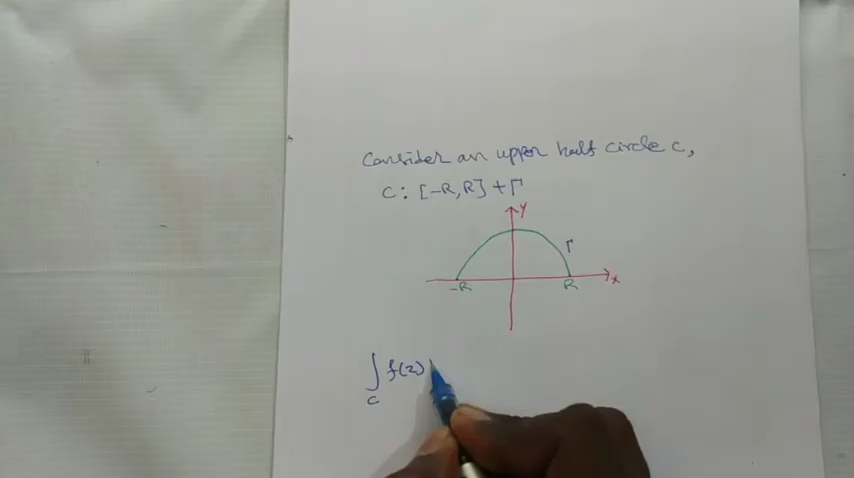 Consider an upper half circle C,
C: [-R, R] + Γ
Y
Γ
-R
R
x
∫
C
f(z)